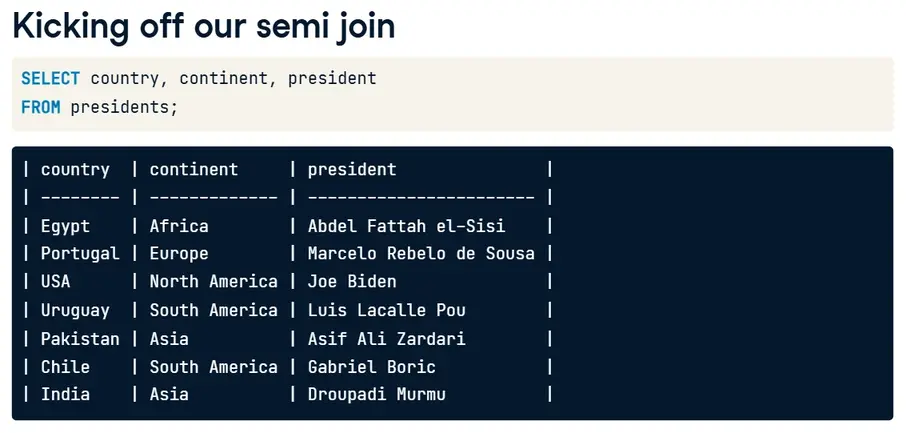 Kicking off our semi join
SELECT country, continent, president
FROM presidents;
| country  | continent     | president               |
| -------- | ------------- | ----------------------- |
| Egypt    | Africa        | Abdel Fattah el-Sisi    |
| Portugal | Europe        | Marcelo Rebelo de Sousa |
| USA      | North America | Joe Biden               |
| Uruguay  | South America | Luis Lacalle Pou        |
| Pakistan | Asia          | Asif Ali Zardari        |
| Chile    | South America | Gabriel Boric           |
| India    | Asia          | Droupadi Murmu          |